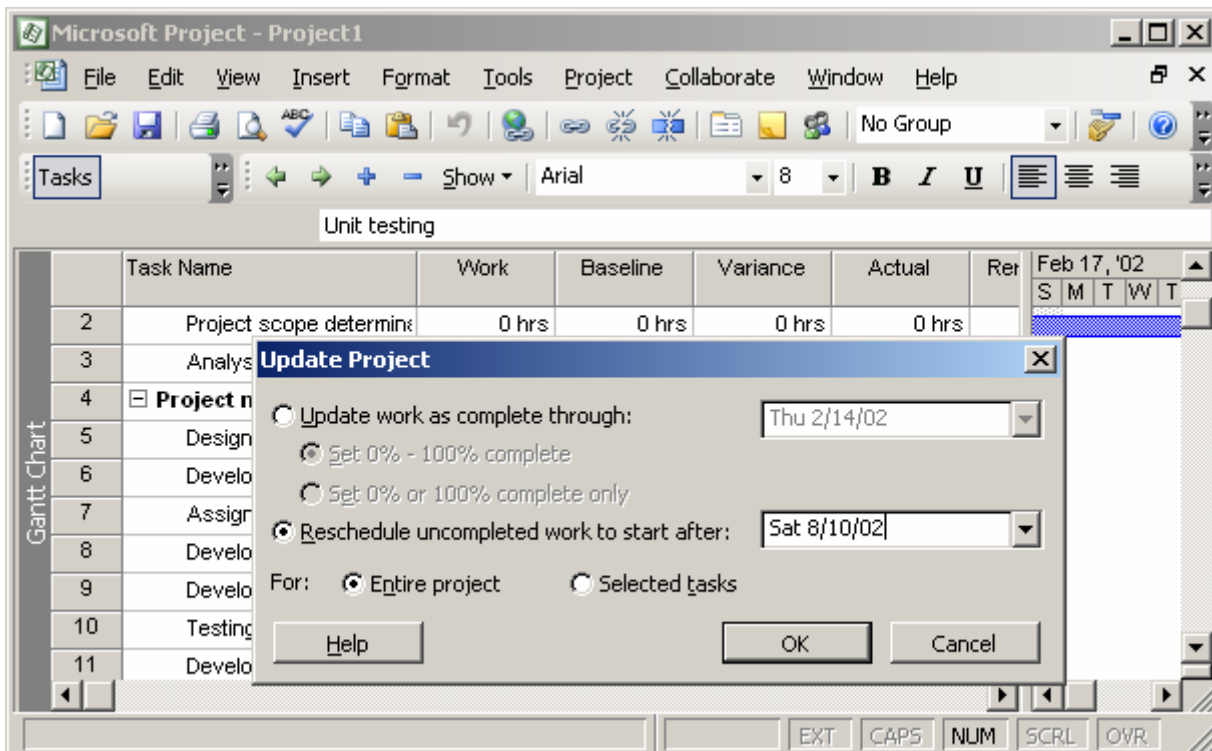 Microsoft Project - Project1
File Edit View Insert Format Tools Project Collaborate Window Help
ABC No Group
Tasks Show Arial 8 B I U
Unit testing
Task Name Work Baseline Variance Actual Rer Feb 17, '02
S M T W T
2 Project scope determina 0 hrs 0 hrs 0 hrs 0 hrs
3 Analys
4 Project n
5 Design
6 Develo
7 Assign
8 Develo
9 Develo
10 Testing
11 Develo
Gantt Chart
Update Project
Update work as complete through: Thu 2/14/02
Set 0% - 100% complete
Set 0% or 100% complete only
Reschedule uncompleted work to start after: Sat 8/10/02
For: Entire project Selected tasks
Help OK Cancel
EXT CAPS NUM SCRL OVR